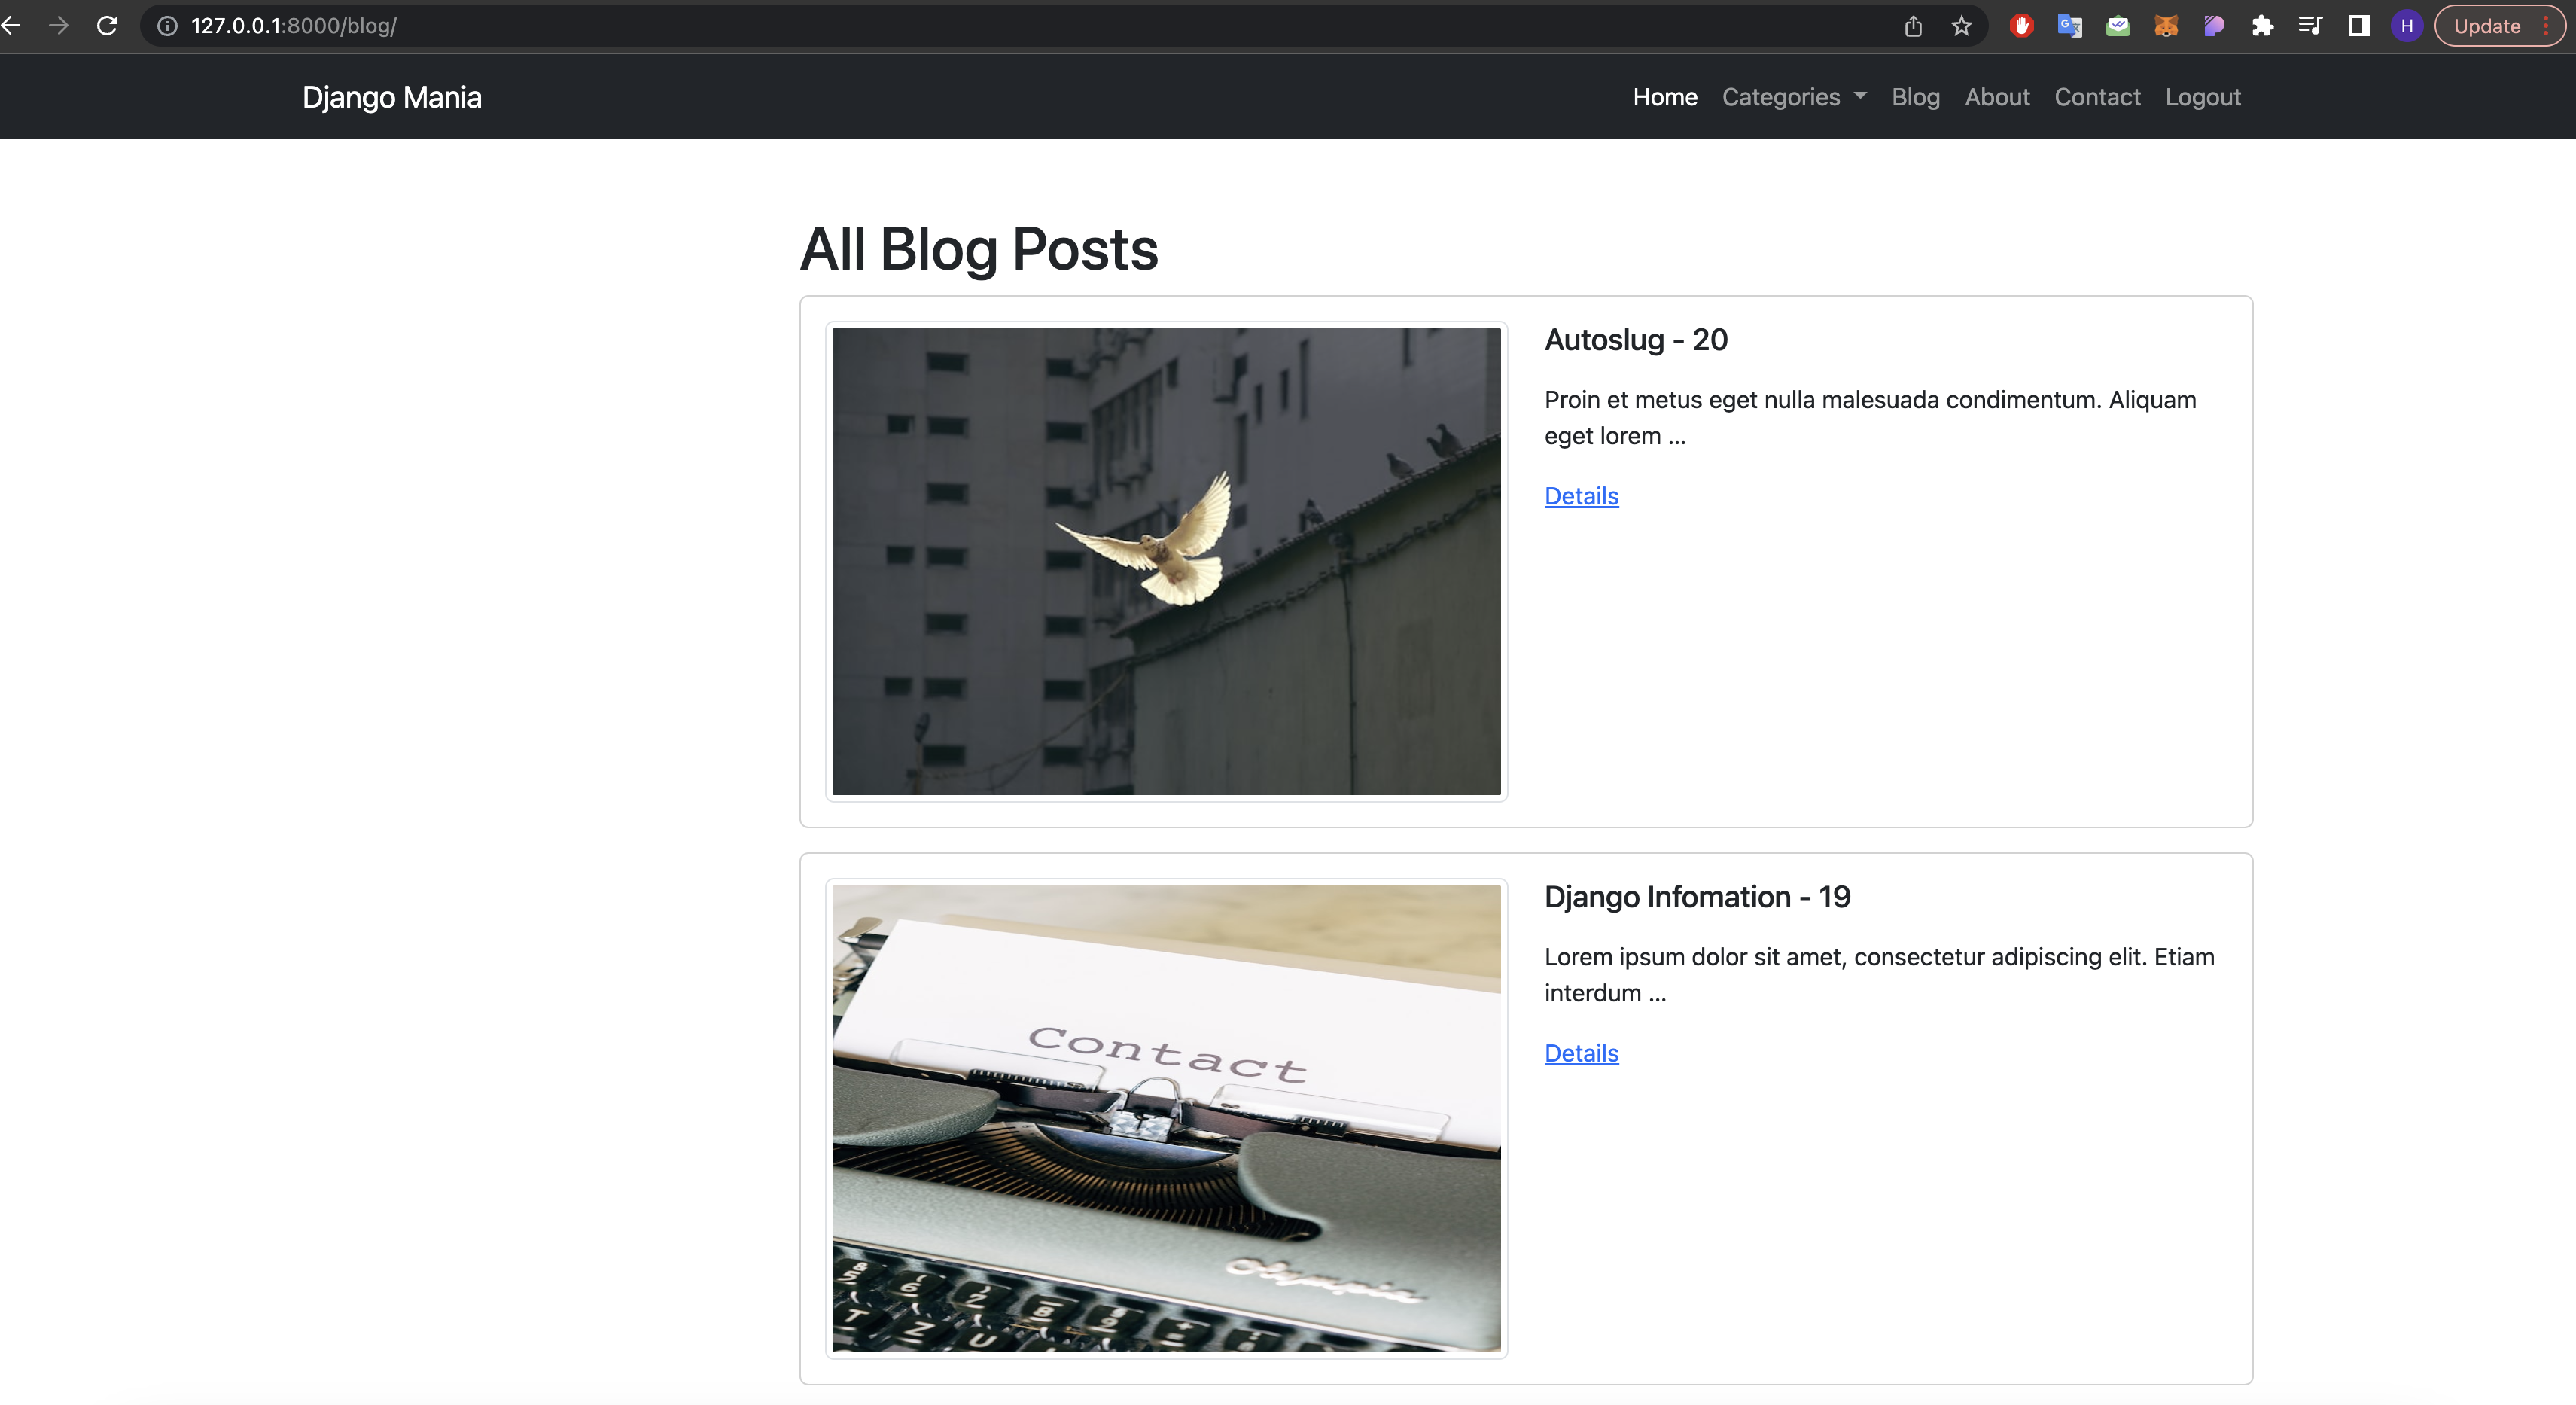 127.0.0.1:8000/blog/
H
Update
Django Mania
Home Categories Blog About Contact Logout
All Blog Posts
Autoslug - 20
Proin et metus eget nulla malesuada condimentum. Aliquam
eget lorem ...
Details
Django Infomation - 19
Lorem ipsum dolor sit amet, consectetur adipiscing elit. Etiam
interdum ...
Details
Contact
Olympia
T Z U